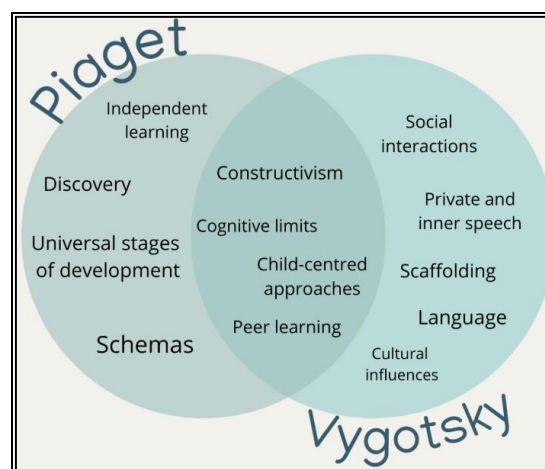 Piaget
Independent
learning
Discovery
Universal stages
of development
Schemas
Constructivism
Cognitive limits
Child-centred
approaches
Peer learning
Social
interactions
Private and
inner speech
Scaffolding
Language
Cultural
influences
Vygotsky